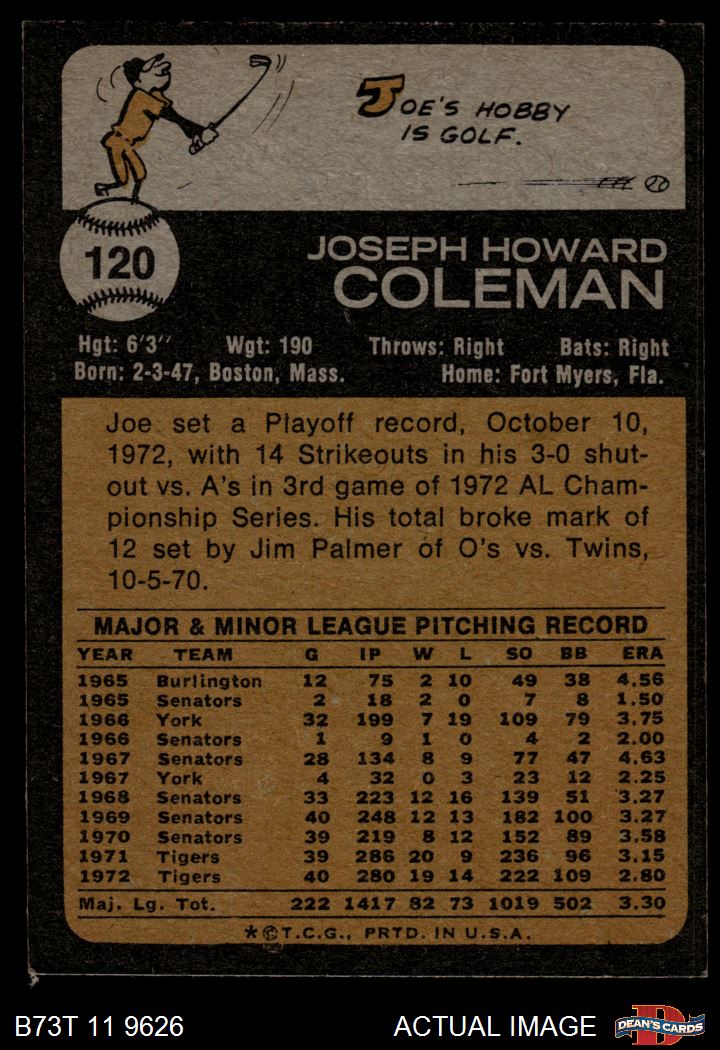 JOE'S HOBBY
IS GOLF.
120
JOSEPH HOWARD
COLEMAN
Hgt: 6'3'' Wgt: 190 Throws: Right Bats: Right
Born: 2-3-47, Boston, Mass. Home: Fort Myers, Fla.
Joe set a Playoff record, October 10,
1972, with 14 Strikeouts in his 3-0 shut-
out vs. A's in 3rd game of 1972 AL Cham-
pionship Series. His total broke mark of
12 set by Jim Palmer of O's vs. Twins,
10-5-70.
MAJOR & MINOR LEAGUE PITCHING RECORD
YEAR TEAM G IP W L SO BB ERA
1965 Burlington 12 75 2 10 49 38 4.56
1965 Senators 2 18 2 0 7 8 1.50
1966 York 32 199 7 19 109 79 3.75
1966 Senators 1 9 1 0 4 2 2.00
1967 Senators 28 134 8 9 77 47 4.63
1967 York 4 32 0 3 23 12 2.25
1968 Senators 33 223 12 16 139 51 3.27
1969 Senators 40 248 12 13 182 100 3.27
1970 Senators 39 219 8 12 152 89 3.58
1971 Tigers 39 286 20 9 236 96 3.15
1972 Tigers 40 280 19 14 222 109 2.80
Maj. Lg. Tot. 222 1417 82 73 1019 502 3.30
*©T.C.G., PRTD. IN U.S.A.
B73T 11 9626 ACTUAL IMAGE D DEAN'S CARDS